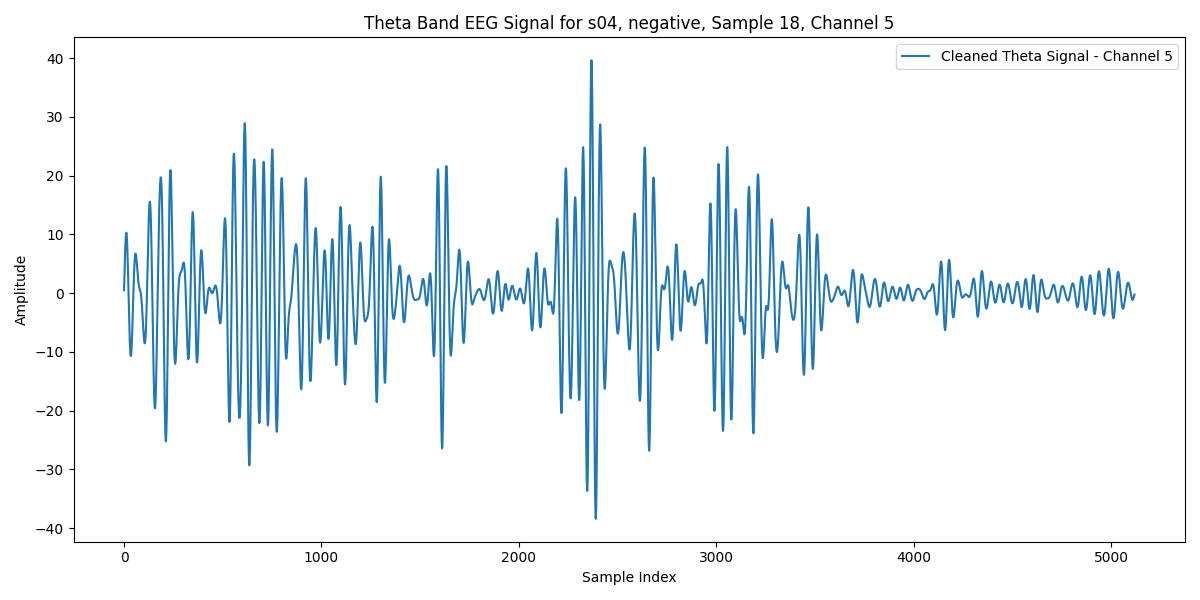 Theta Band EEG Signal for s04, negative, Sample 18, Channel 5
Cleaned Theta Signal - Channel 5
Amplitude
40
30
20
10
0
−10
−20
−30
−40
0 1000 2000 3000 4000 5000
Sample Index